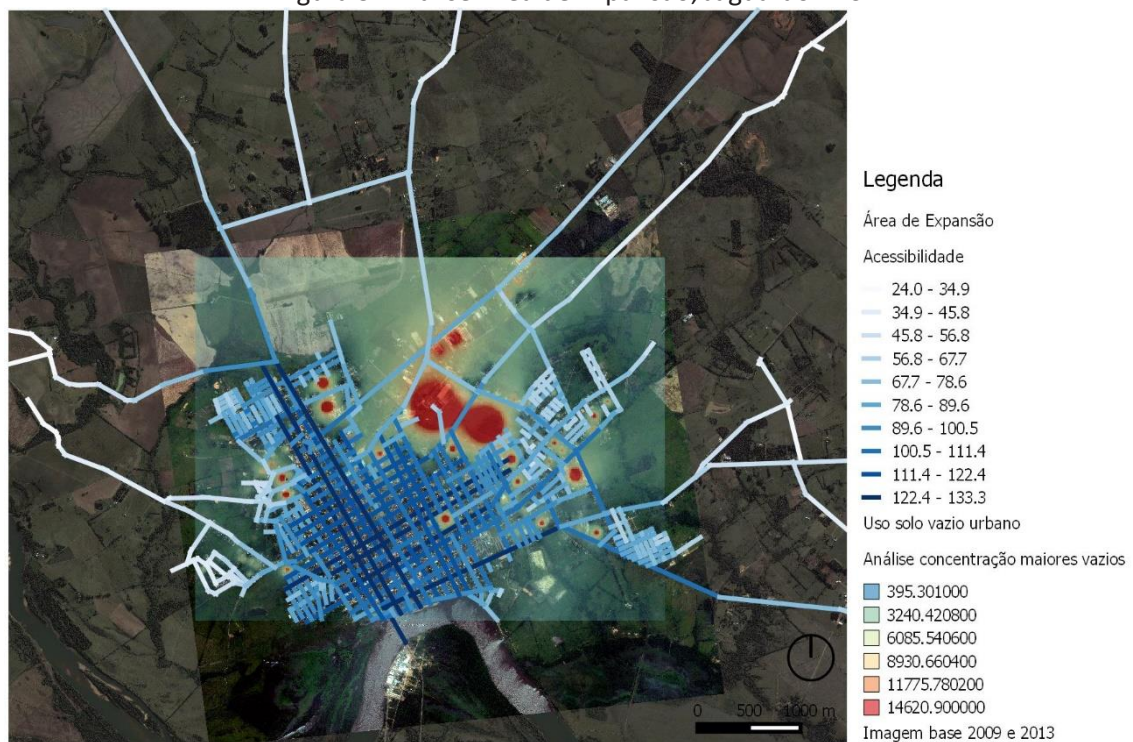 Legenda
Área de Expansão
Acessibilidade
24.0 - 34.9
34.9 - 45.8
45.8 - 56.8
56.8 - 67.7
67.7 - 78.6
78.6 - 89.6
89.6 - 100.5
100.5 - 111.4
111.4 - 122.4
122.4 - 133.3
Uso solo vazio urbano
Análise concentração maiores vazios
395.301000
3240.420800
6085.540600
8930.660400
11775.780200
14620.900000
Imagem base 2009 e 2013
0 500 1000 m